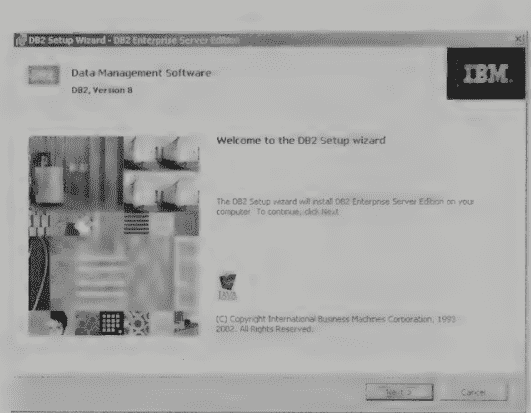 DB2 Setup Wizard - DB2 Enterprise Server Edition
Data Management Software
DB2, Version 8
IBM.
Welcome to the DB2 Setup wizard
The DB2 Setup wizard will install DB2 Enterprise Server Edition on your
computer. To continue, click Next
(C) Copyright International Business Machines Corporation, 1993
2002. All Rights Reserved.
Next >
Cancel